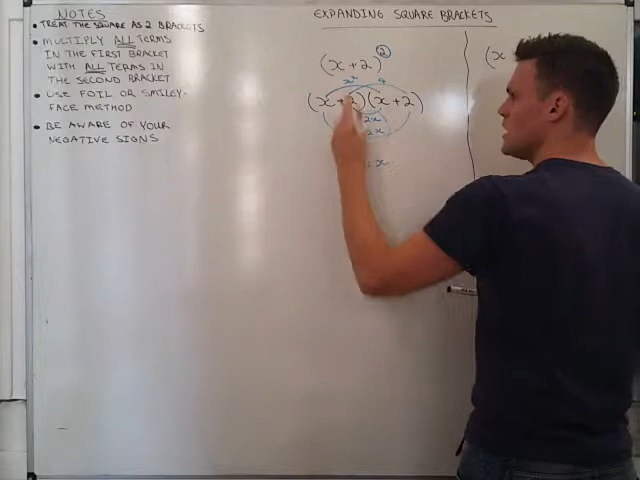 NOTES
• TREAT THE SQUARE AS 2 BRACKETS
• MULTIPLY ALL TERMS
IN THE FIRST BRACKET
WITH ALL TERMS IN
THE SECOND BRACKET
• USE FOIL OR SMILEY-
FACE METHOD
• BE AWARE OF YOUR
NEGATIVE SIGNS
EXPANDING SQUARE BRACKETS
(x+2)²
x² 4
(x+2)(x+2)
2x
2x
x
(x